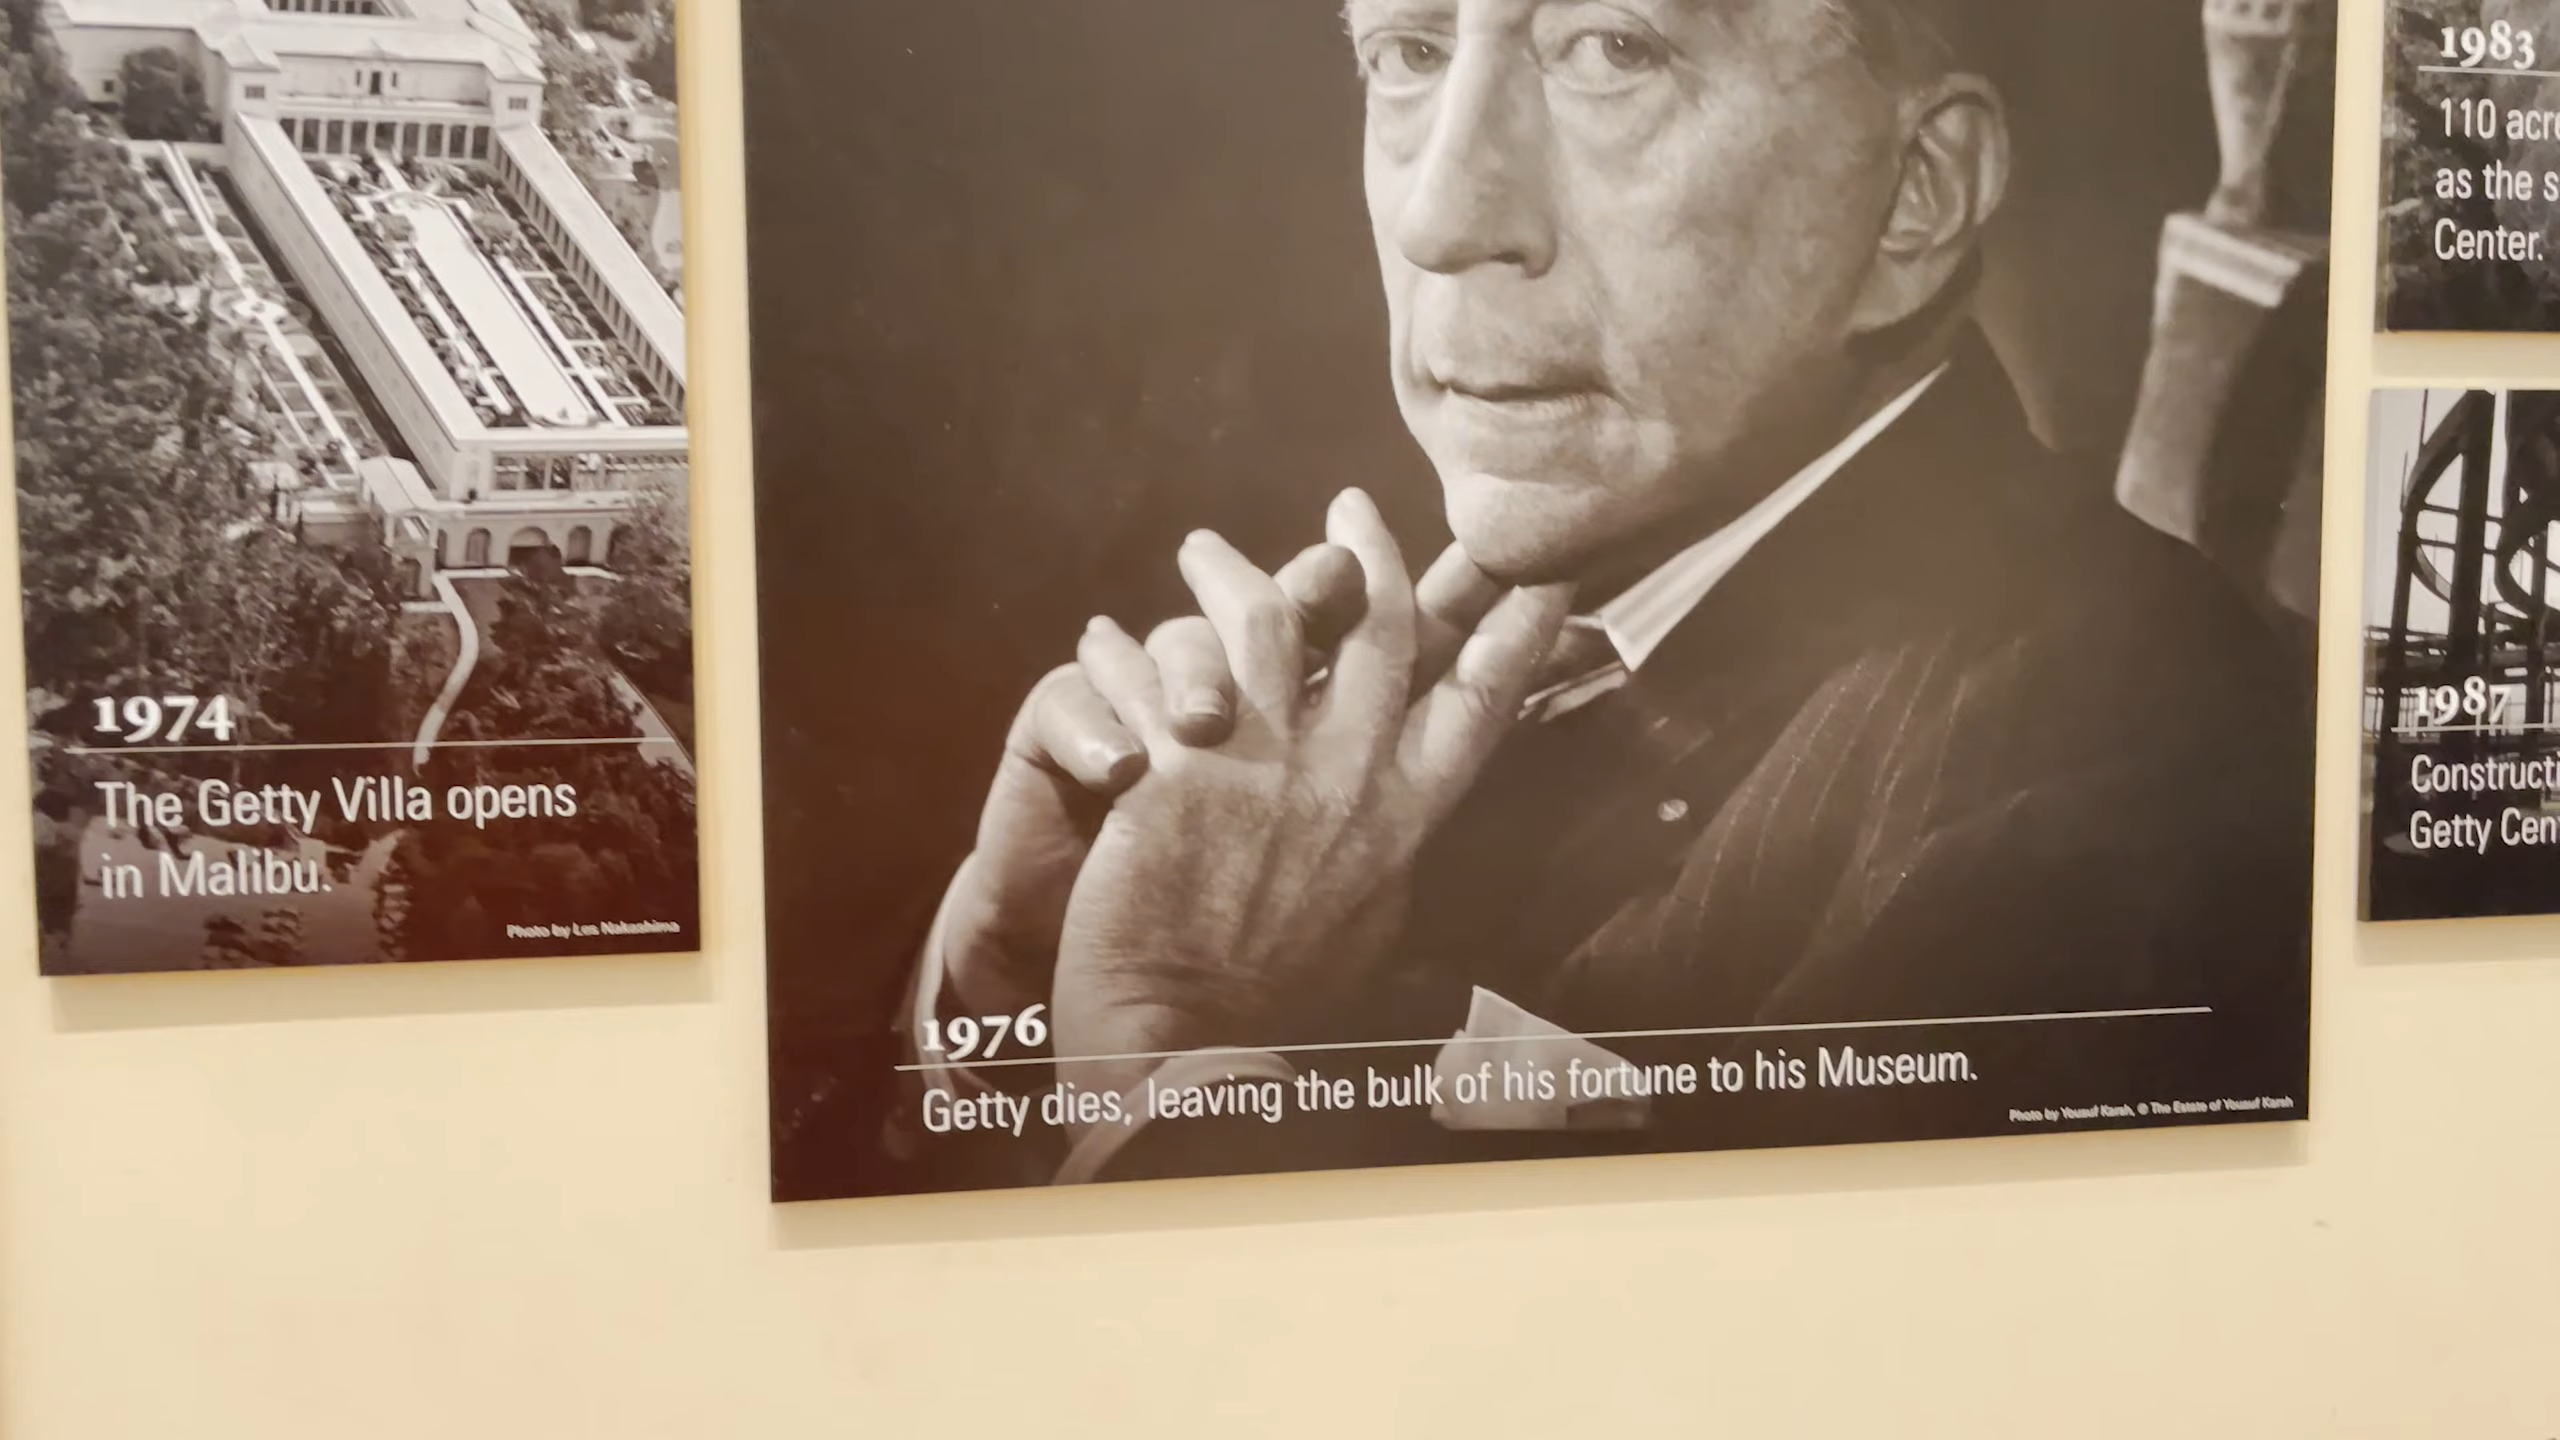 1974
The Getty Villa opens
in Malibu.
Photo by Les Nakashima
1976
Getty dies, leaving the bulk of his fortune to his Museum.
Photo by Yousuf Karsh, © The Estate of Yousuf Karsh
1983
110 acre
as the s
Center.
1987
Constructi
Getty Cen